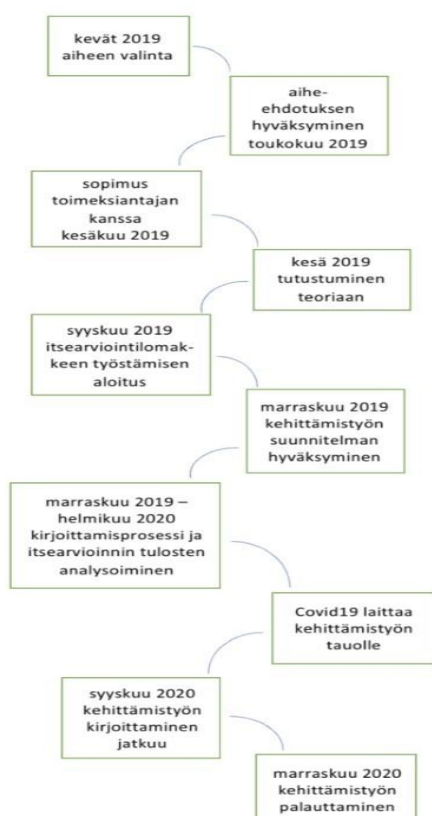 kevät 2019
aiheen valinta
aihe-
ehdotuksen
hyväksyminen
toukokuu 2019
sopimus
toimeksiantajan
kanssa
kesäkuu 2019
kesä 2019
tutustuminen
teoriaan
syyskuu 2019
itsearviointilomak-
keen työstämisen
aloitus
marraskuu 2019
kehittämistyön
suunnitelman
hyväksyminen
marraskuu 2019 –
helmikuu 2020
kirjoittamisprosessi ja
itsearvioinnin tulosten
analysoiminen
Covid19 laittaa
kehittämistyön
tauolle
syyskuu 2020
kehittämistyön
kirjoittaminen
jatkuu
marraskuu 2020
kehittämistyön
palauttaminen